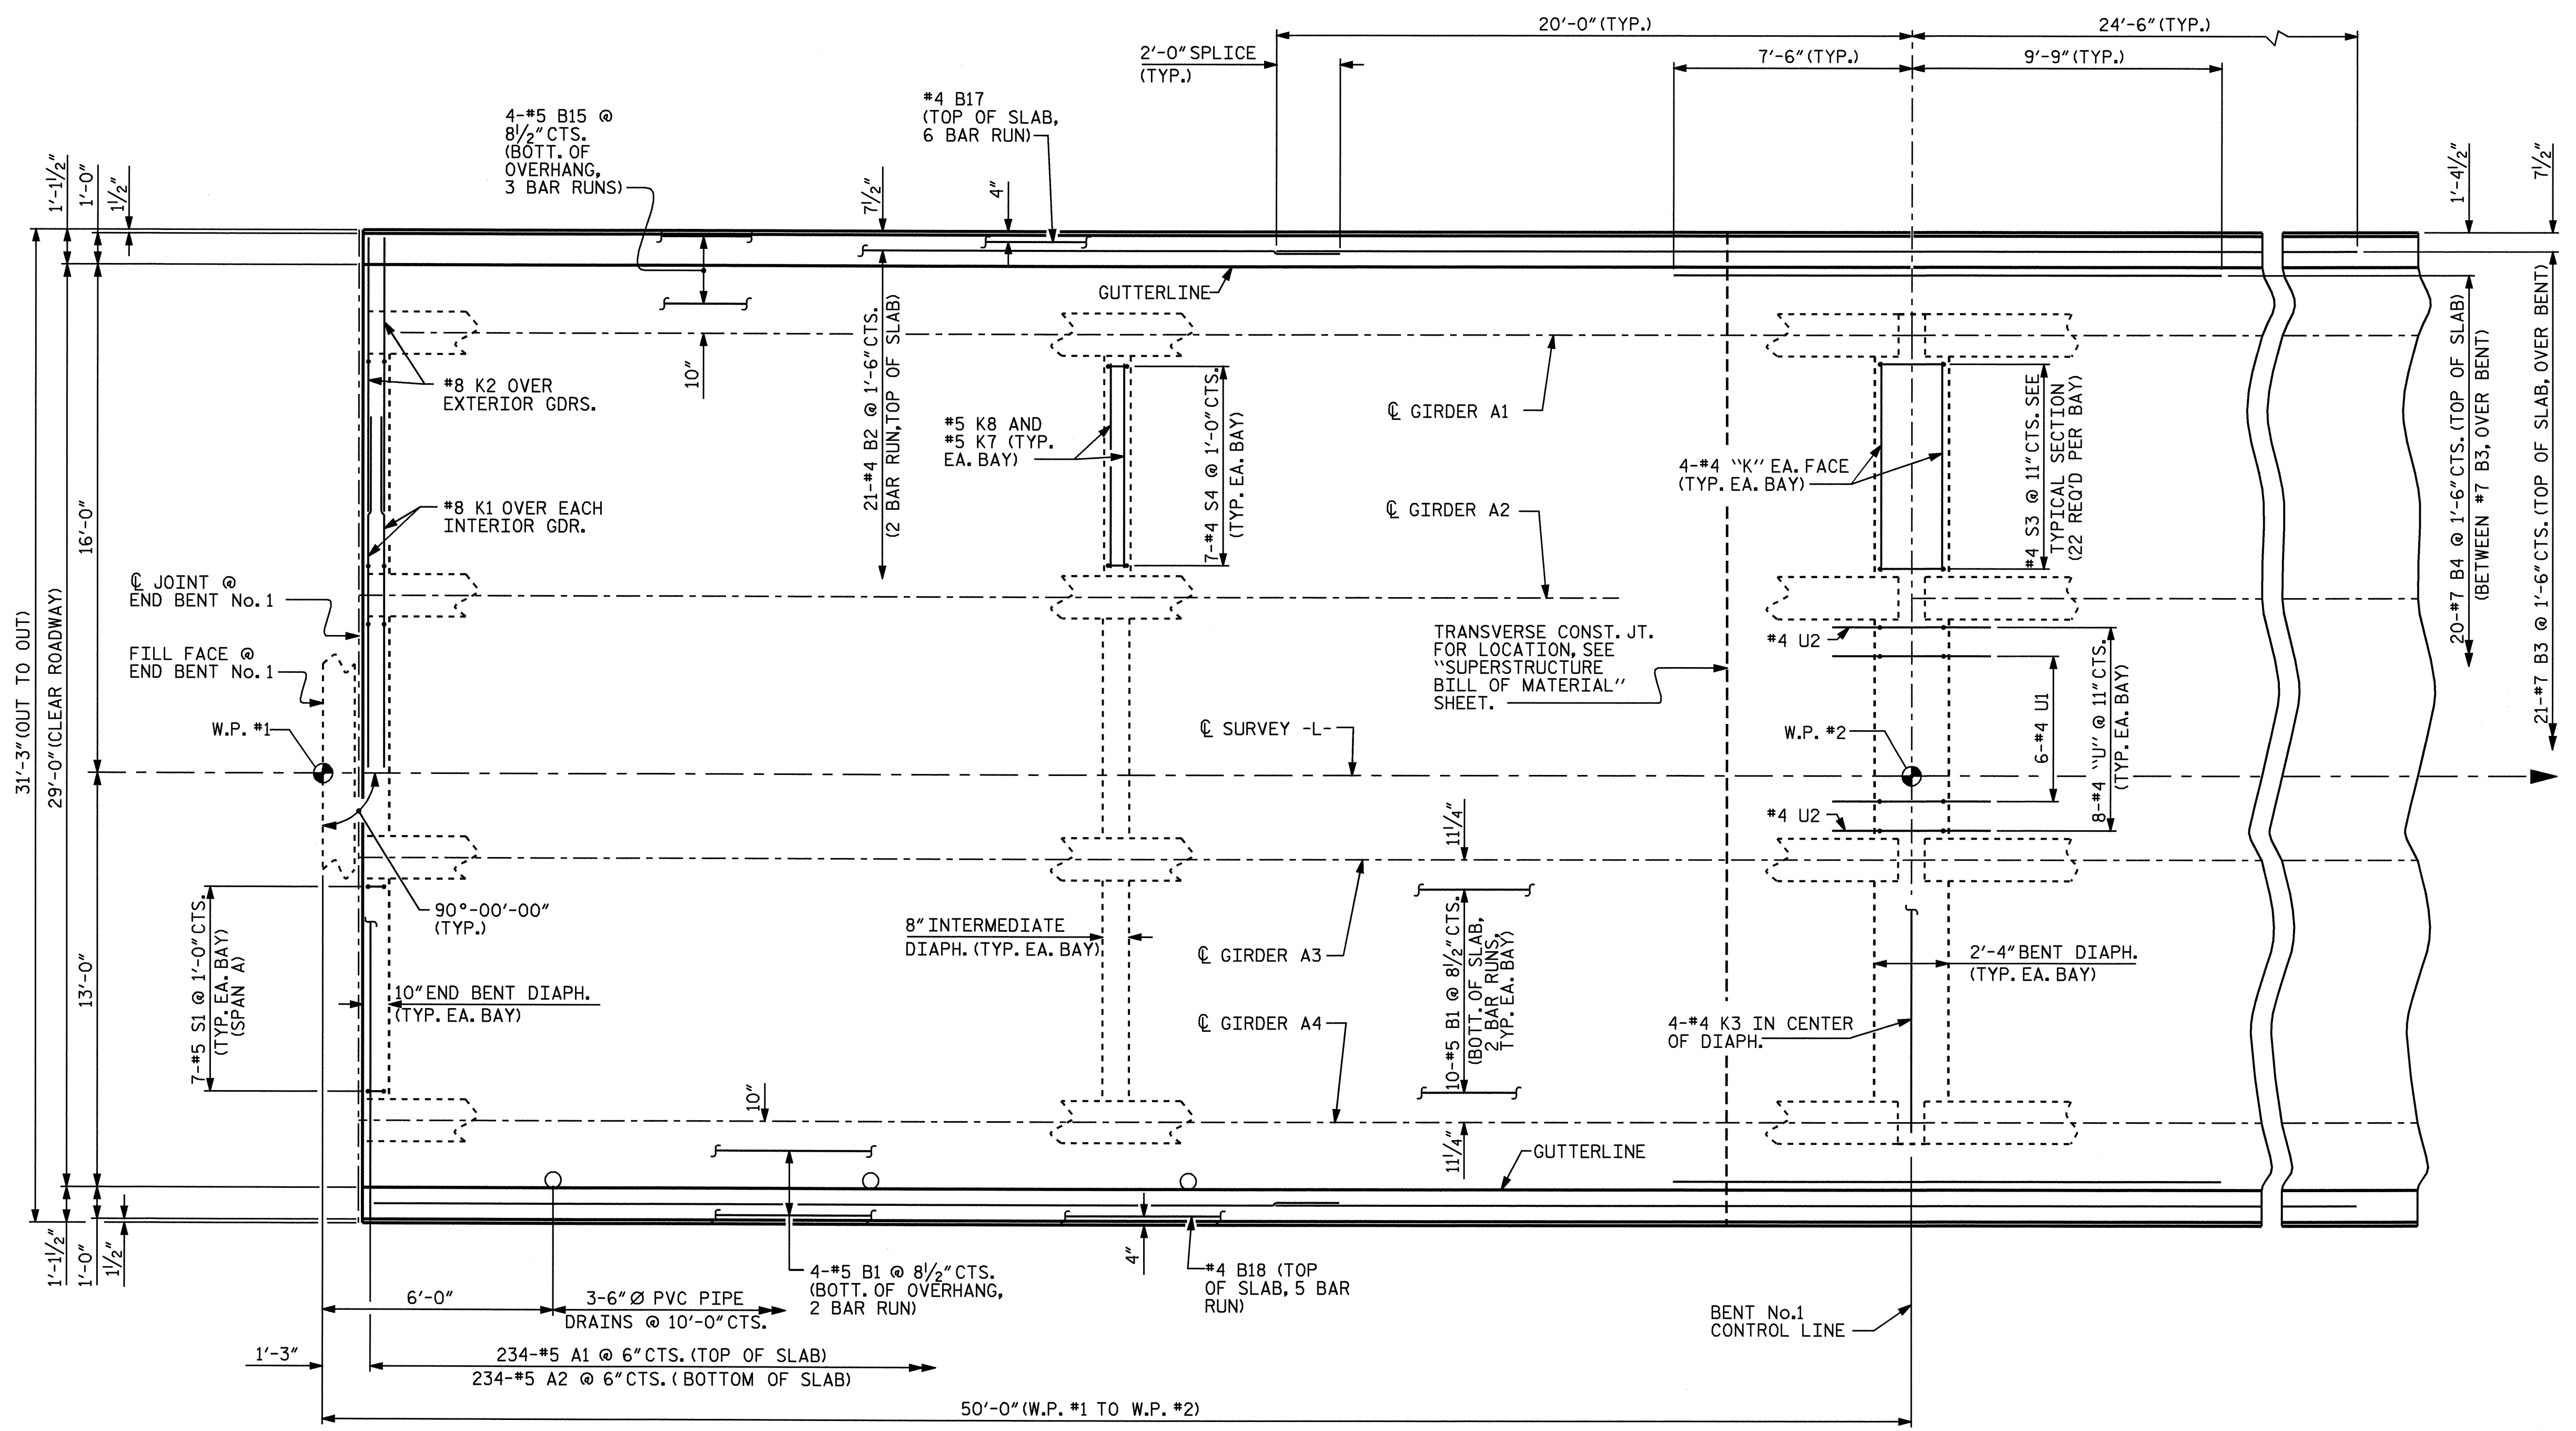 20'-0" (TYP.)
24'-6" (TYP.)
2'-0" SPLICE
(TYP.)
7'-6" (TYP.)
9'-9" (TYP.)
4-#5 B15 @
8½" CTS.
(BOTT. OF
OVERHANG,
3 BAR RUNS)
#4 B17
(TOP OF SLAB,
6 BAR RUN)
1'-1½"
1'-0"
1½"
7½"
4"
1'-4½"
7½"
GUTTERLINE
10"
#8 K2 OVER
EXTERIOR GDRS.
21-#4 B2 @ 1'-6" CTS.
(2 BAR RUN, TOP OF SLAB)
#5 K8 AND
#5 K7 (TYP.
EA. BAY)
7-#4 S4 @ 1'-0" CTS.
(TYP. EA. BAY)
℄ GIRDER A1
4-#4 "K" EA. FACE
(TYP. EA. BAY)
#4 S3 @ 11" CTS. SEE
TYPICAL SECTION
(22 REQ'D PER BAY)
20-#7 B4 @ 1'-6" CTS. (TOP OF SLAB)
(BETWEEN #7 B3, OVER BENT)
21-#7 B3 @ 1'-6" CTS. (TOP OF SLAB, OVER BENT)
16'-0"
#8 K1 OVER EACH
INTERIOR GDR.
℄ GIRDER A2
℄ JOINT @
END BENT No. 1
31'-3" (OUT TO OUT)
29'-0" (CLEAR ROADWAY)
FILL FACE @
END BENT No. 1
TRANSVERSE CONST. JT.
FOR LOCATION, SEE
"SUPERSTRUCTURE
BILL OF MATERIAL"
SHEET.
#4 U2
W.P. #1
℄ SURVEY -L-
W.P. #2
6-#4 U1
8-#4 "U" @ 11" CTS.
(TYP. EA. BAY)
#4 U2
11¼"
90°-00'-00"
(TYP.)
7-#5 S1 @ 1'-0" CTS.
(TYP. EA. BAY)
(SPAN A)
13'-0"
8" INTERMEDIATE
DIAPH. (TYP. EA. BAY)
℄ GIRDER A3
10-#5 B1 @ 8½" CTS.
(BOTT. OF SLAB,
2 BAR RUNS,
TYP. EA. BAY)
2'-4" BENT DIAPH.
(TYP. EA. BAY)
10" END BENT DIAPH.
(TYP. EA. BAY)
℄ GIRDER A4
4-#4 K3 IN CENTER
OF DIAPH.
10"
11¼"
GUTTERLINE
1'-1½"
1'-0"
1½"
4"
4-#5 B1 @ 8½" CTS.
(BOTT. OF OVERHANG,
2 BAR RUN)
#4 B18 (TOP
OF SLAB, 5 BAR
RUN)
6'-0"
3-6" Ø PVC PIPE
DRAINS @ 10'-0" CTS.
BENT No. 1
CONTROL LINE
1'-3"
234-#5 A1 @ 6" CTS. (TOP OF SLAB)
234-#5 A2 @ 6" CTS. (BOTTOM OF SLAB)
50'-0" (W.P. #1 TO W.P. #2)